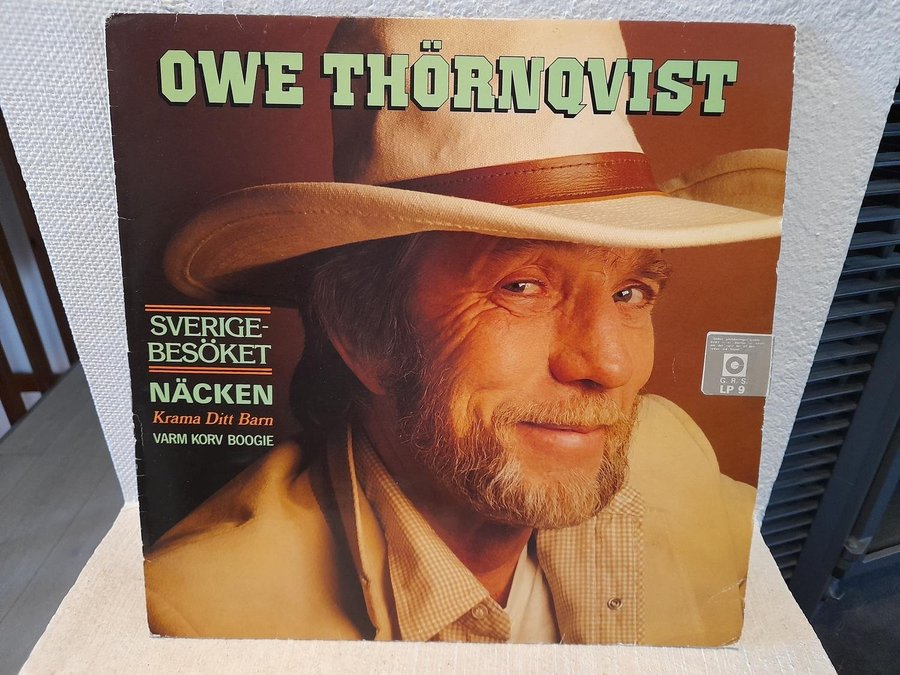 OWE THÖRNQVIST
SVERIGE-
BESÖKET
NÄCKEN
Krama Ditt Barn
VARM KORV BOOGIE
G.R.S.
LP 9